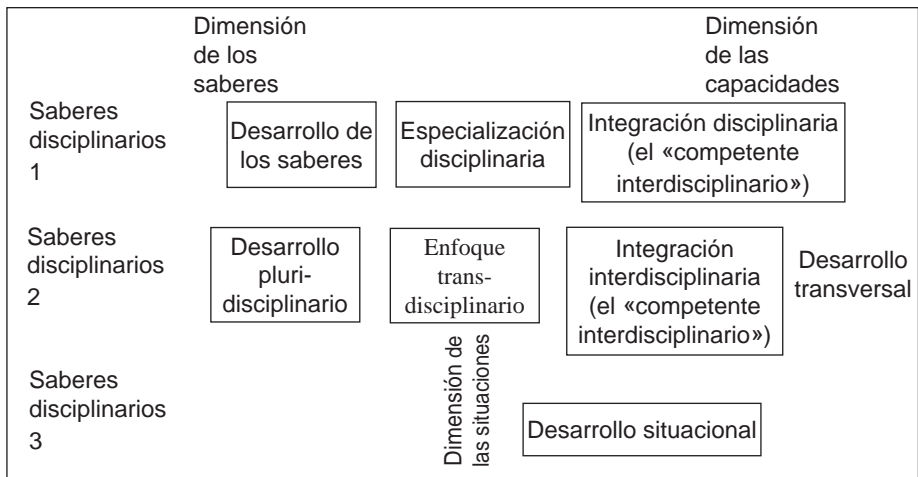 Dimensión
de los
saberes
Dimensión
de las
capacidades
Saberes
disciplinarios
1
Desarrollo de
los saberes
Especialización
disciplinaria
Integración disciplinaria
(el «competente
interdisciplinario»)
Saberes
disciplinarios
2
Desarrollo
pluri-
disciplinario
Enfoque
trans-
disciplinario
Integración
interdisciplinaria
(el «competente
interdisciplinario»)
Desarrollo
transversal
Saberes
disciplinarios
3
Dimensión de
las situaciones
Desarrollo situacional